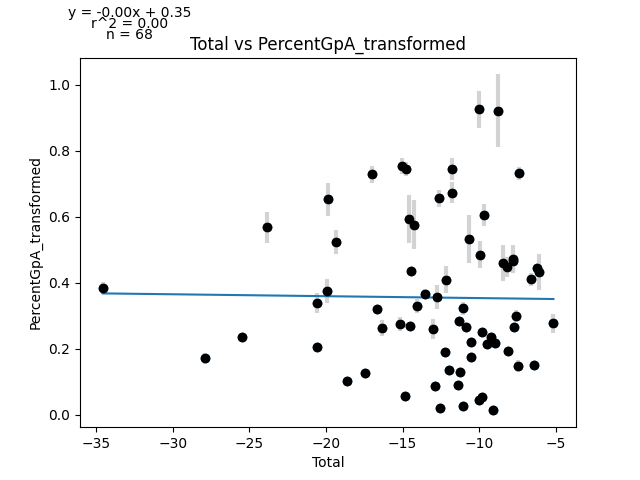 y = -0.00x + 0.35
r^2 = 0.00
n = 68
Total vs PercentGpA_transformed
PercentGpA_transformed
1.0
0.8
0.6
0.4
0.2
0.0
−35
−30
−25
−20
−15
−10
−5
Total